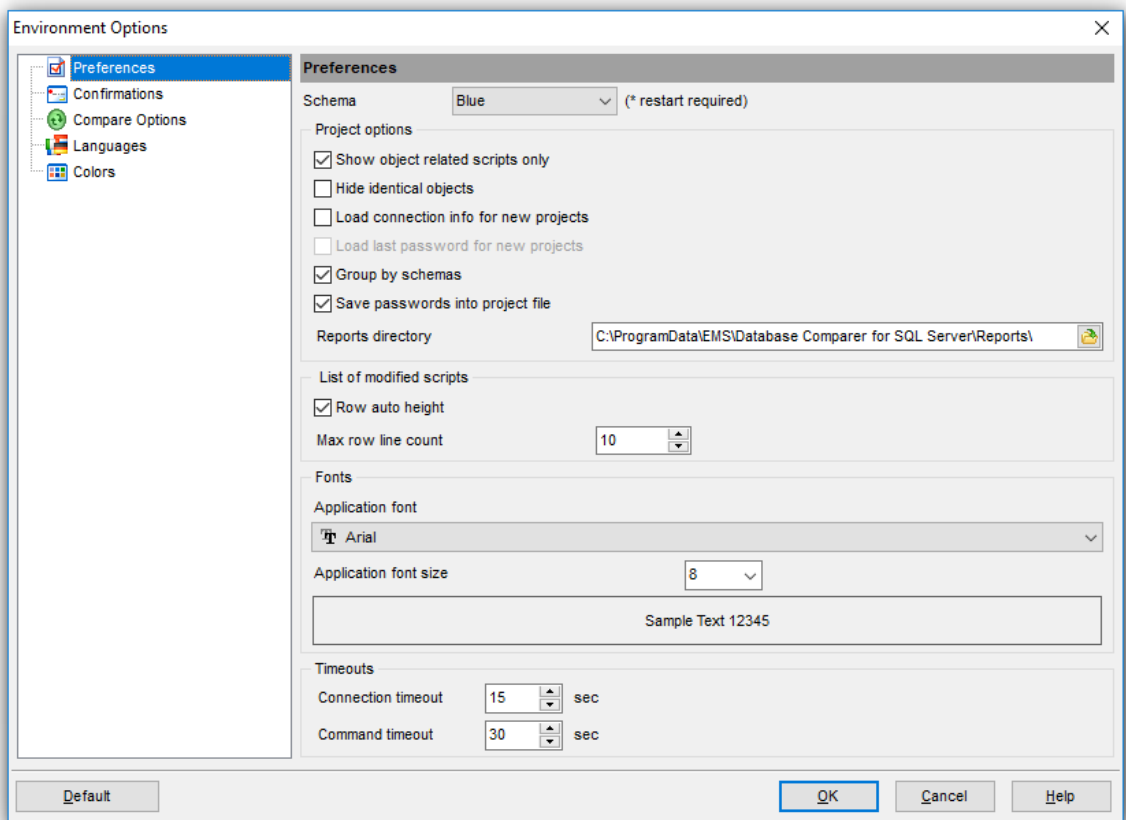 Environment Options
Preferences
Confirmations
Compare Options
Languages
Colors
Preferences
Schema Blue (* restart required)
Project options
Show object related scripts only
Hide identical objects
Load connection info for new projects
Load last password for new projects
Group by schemas
Save passwords into project file
Reports directory C:\ProgramData\EMS\Database Comparer for SQL Server\Reports\
List of modified scripts
Row auto height
Max row line count 10
Fonts
Application font
Arial
Application font size 8
Sample Text 12345
Timeouts
Connection timeout 15 sec
Command timeout 30 sec
Default OK Cancel Help